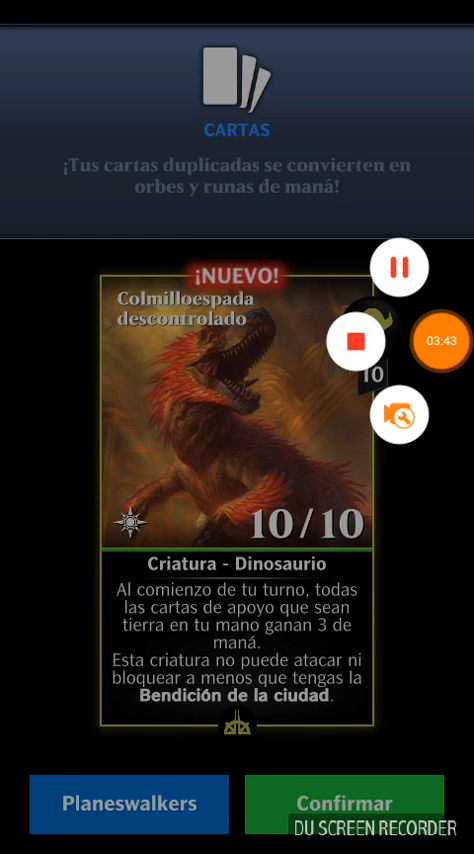 CARTAS
¡Tus cartas duplicadas se convierten en
orbes y runas de maná!
¡NUEVO!
Colmilloespada
descontrolado
03:43
10
10/10
Criatura - Dinosaurio
Al comienzo de tu turno, todas
las cartas de apoyo que sean
tierra en tu mano ganan 3 de
maná.
Esta criatura no puede atacar ni
bloquear a menos que tengas la
Bendición de la ciudad.
Planeswalkers
Confirmar
DU SCREEN RECORDER